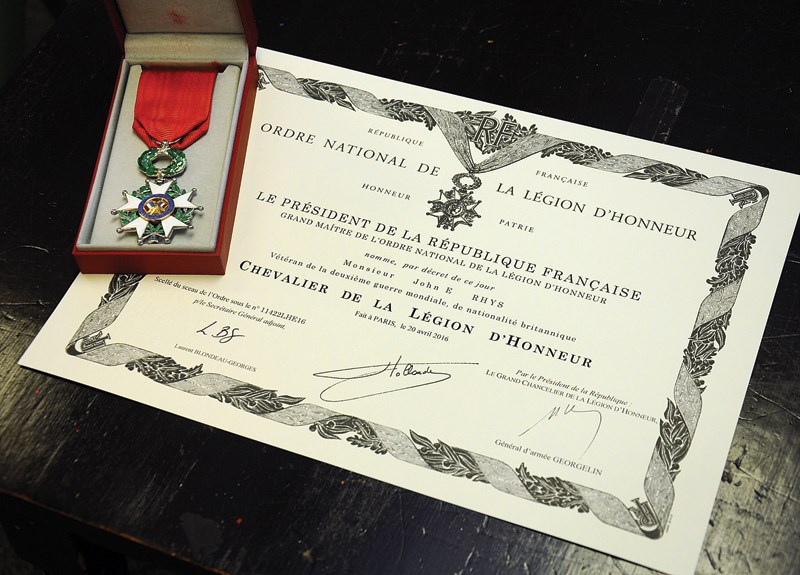 RF
RÉPUBLIQUE FRANÇAISE
ORDRE NATIONAL DE LA LÉGION D'HONNEUR
HONNEUR PATRIE
LE PRÉSIDENT DE LA RÉPUBLIQUE FRANÇAISE
GRAND MAÎTRE DE L'ORDRE NATIONAL DE LA LÉGION D'HONNEUR
nomme, par décret de ce jour
Monsieur John E RHYS
Vétéran de la deuxième guerre mondiale, de nationalité britannique
CHEVALIER DE LA LÉGION D'HONNEUR
Fait à PARIS, le 20 avril 2016
Scellé du sceau de l'Ordre sous le n° 11422LHE16
p/le Secrétaire Général adjoint,
Laurent BLONDEAU-GEORGES
Par le Président de la République :
LE GRAND CHANCELIER DE LA LÉGION D'HONNEUR,
Général d'armée GEORGELIN